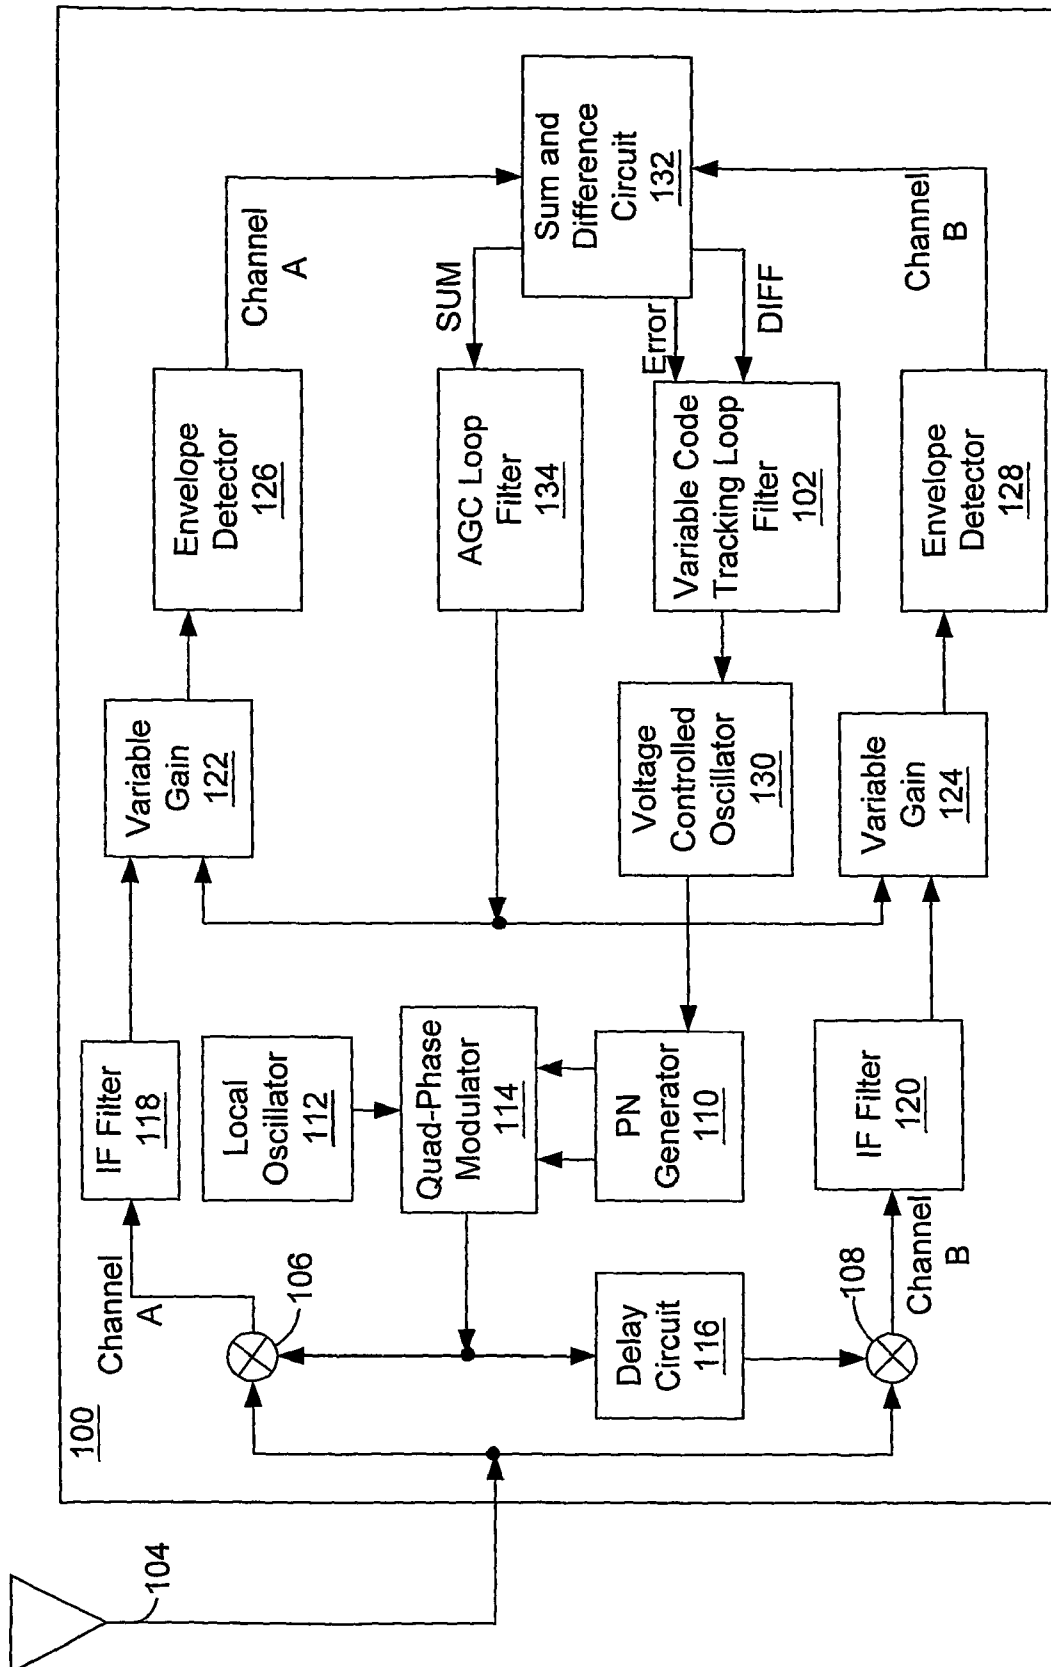 100
104
Channel
A
106
IF Filter
118
Variable
Gain
122
Envelope
Detector
126
Channel
A
Local
Oscillator
112
Quad-Phase
Modulator
114
AGC Loop
Filter
134
SUM
Sum and
Difference
Circuit
132
Error
DIFF
Delay
Circuit
116
PN
Generator
110
Voltage
Controlled
Oscillator
130
Variable Code
Tracking Loop
Filter
102
108
Channel
B
IF Filter
120
Variable
Gain
124
Envelope
Detector
128
Channel
B